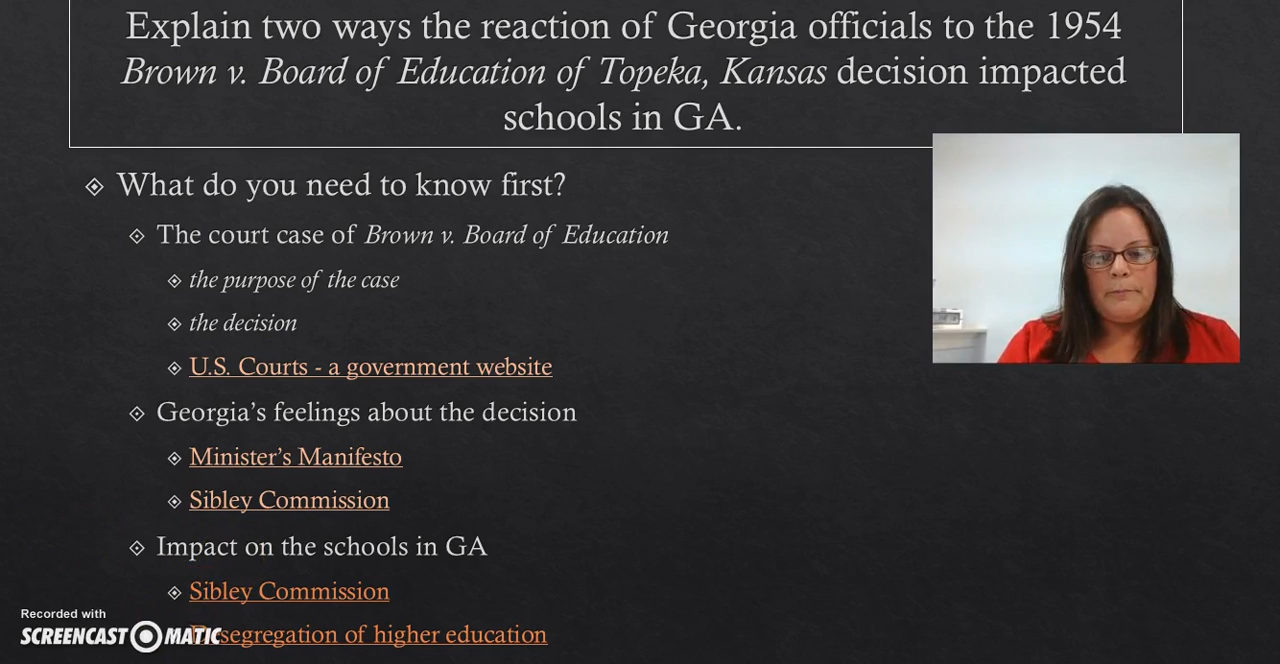 Explain two ways the reaction of Georgia officials to the 1954
Brown v. Board of Education of Topeka, Kansas decision impacted
schools in GA.
What do you need to know first?
The court case of Brown v. Board of Education
the purpose of the case
the decision
U.S. Courts - a government website
Georgia's feelings about the decision
Minister's Manifesto
Sibley Commission
Impact on the schools in GA
Sibley Commission
Desegregation of higher education
Recorded with
SCREENCAST MATIC